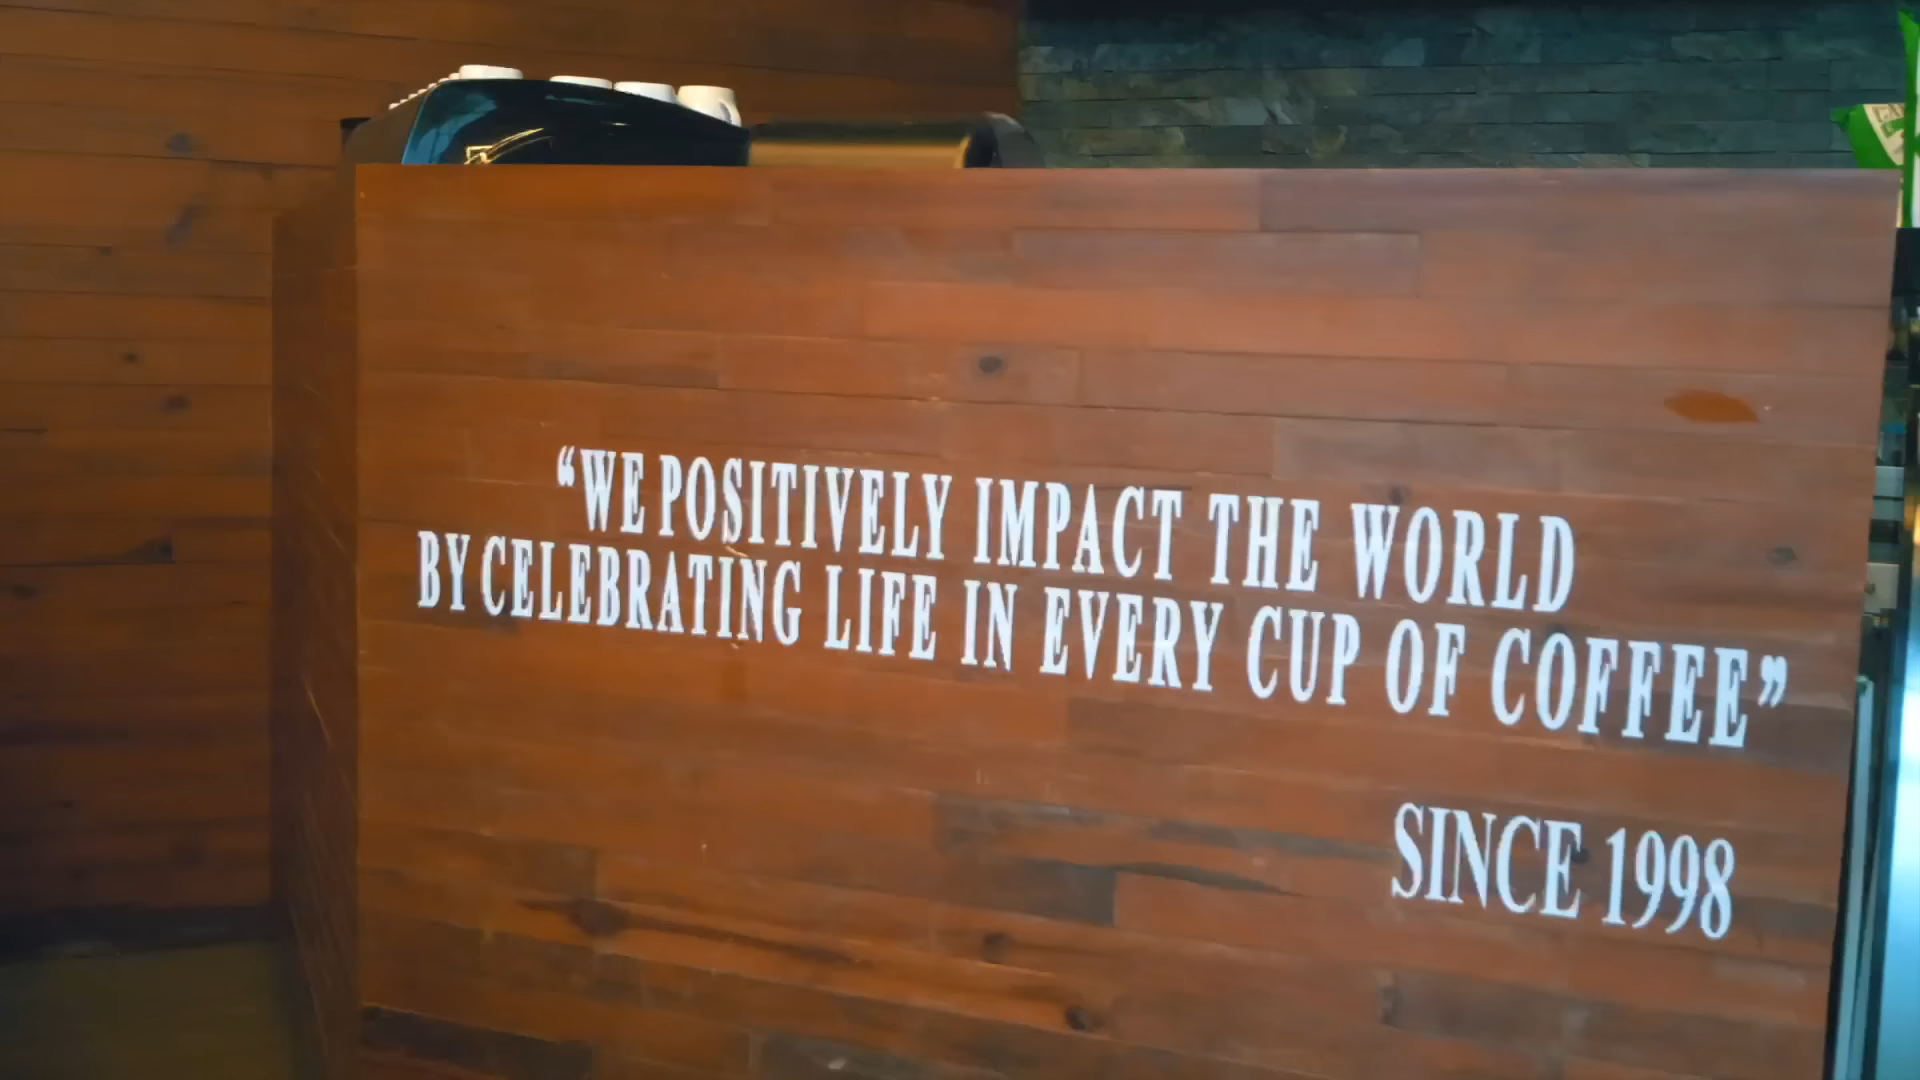 “WE POSITIVELY IMPACT THE WORLD
BY CELEBRATING LIFE IN EVERY CUP OF COFFEE”
SINCE 1998